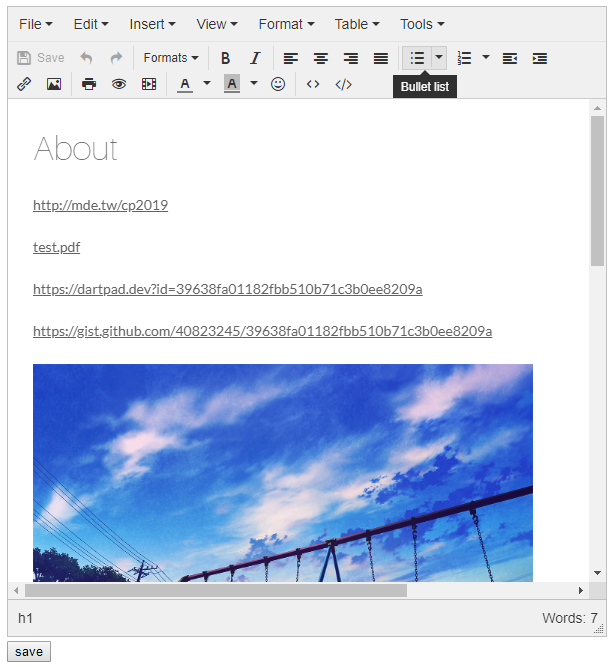 File Edit Insert View Format Table Tools
Save Formats B I
A A
Bullet list
About
http://mde.tw/cp2019
test.pdf
https://dartpad.dev?id=39638fa01182fbb510b71c3b0ee8209a
https://gist.github.com/40823245/39638fa01182fbb510b71c3b0ee8209a
h1 Words: 7
save